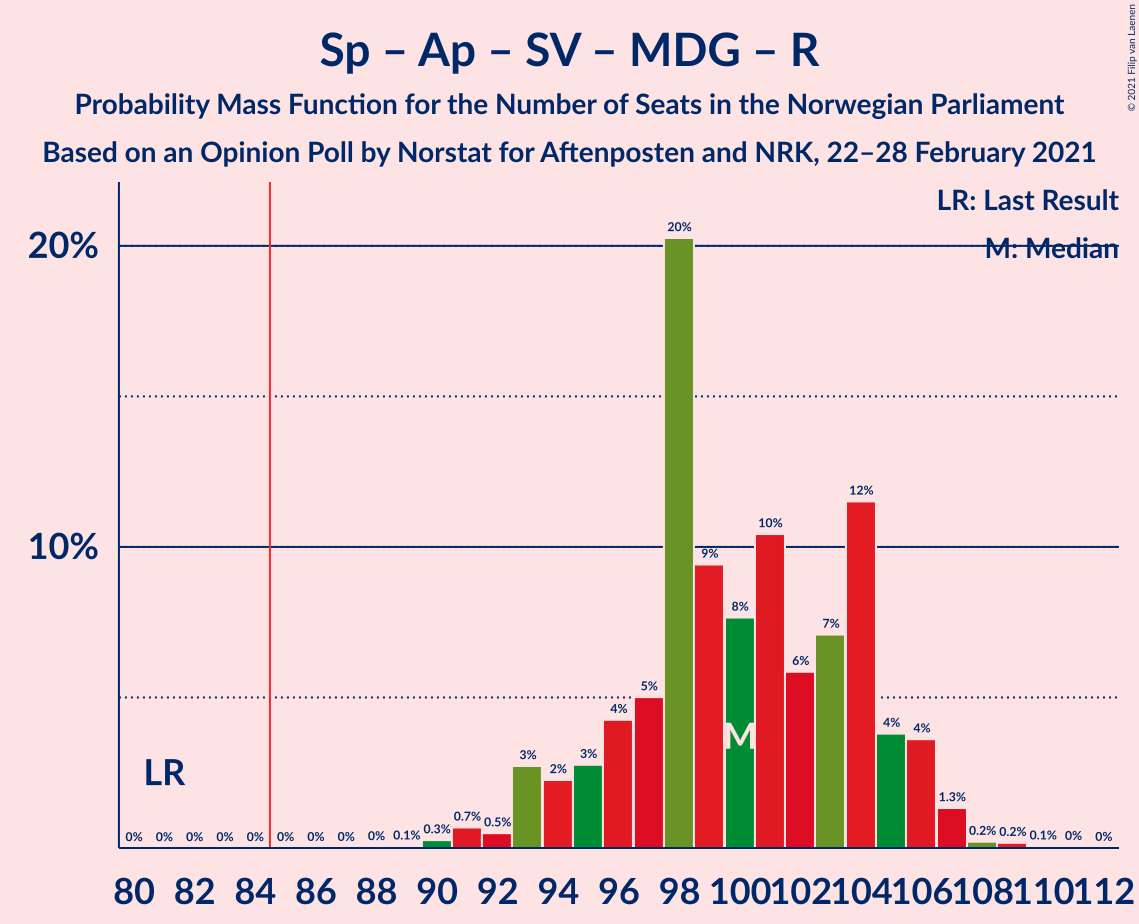 Sp – Ap – SV – MDG – R
Probability Mass Function for the Number of Seats in the Norwegian Parliament
Based on an Opinion Poll by Norstat for Aftenposten and NRK, 22–28 February 2021
© 2021 Filip van Laenen
LR: Last Result
M: Median
20%
10%
20%
12%
10%
9%
8%
7%
6%
5%
4%
4% 4%
3% 2% 3%
M
LR
1.3%
0% 0% 0% 0% 0% 0% 0% 0% 0% 0.1% 0.3% 0.7% 0.5% 0.2% 0.2% 0.1% 0% 0%
80 82 84 86 88 90 92 94 96 98 100 102 104 106 108 110 112